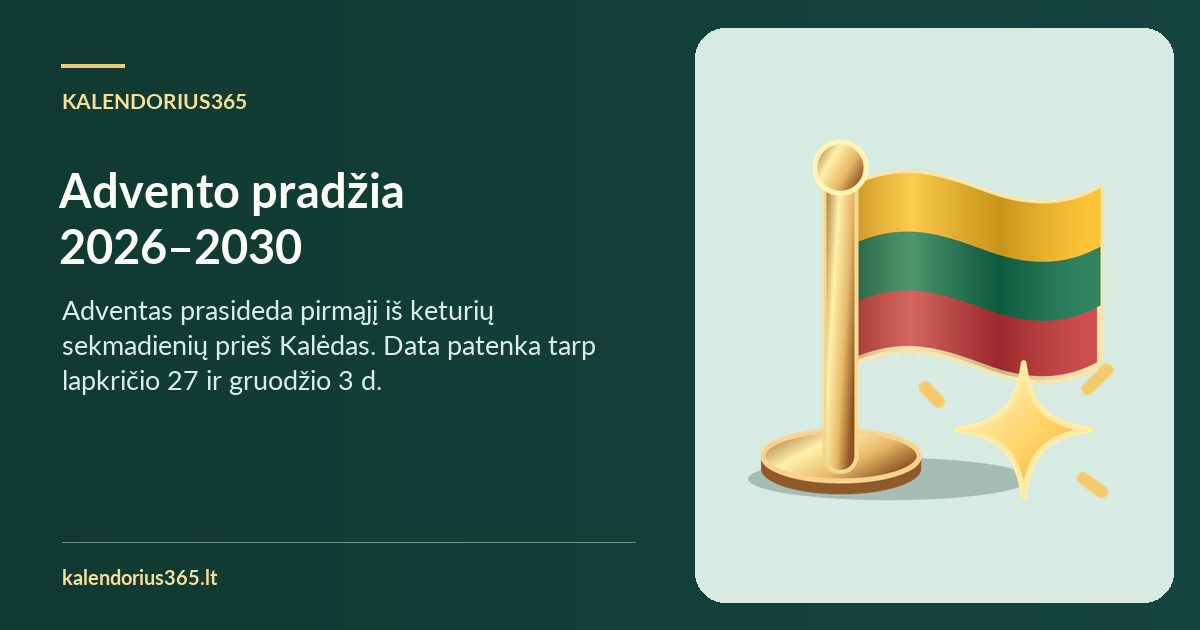 KALENDORIUS365
Advento pradžia
2026–2030
Adventas prasideda pirmąjį iš keturių
sekmadienių prieš Kalėdas. Data patenka tarp
lapkričio 27 ir gruodžio 3 d.
kalendorius365.lt